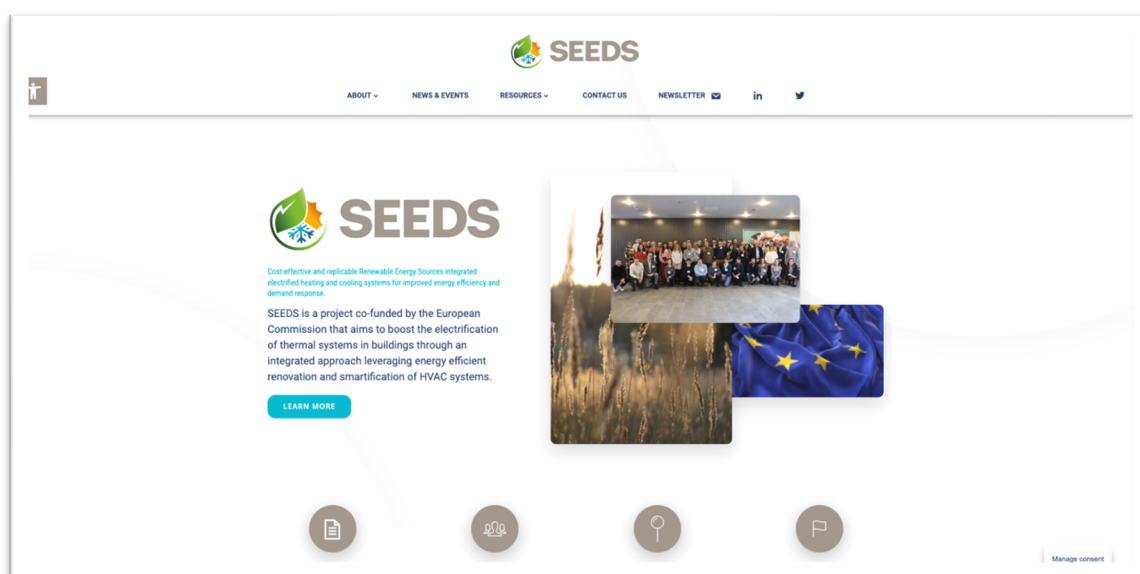 SEEDS
ABOUT NEWS & EVENTS RESOURCES CONTACT US NEWSLETTER in
SEEDS
Cost-effective and replicable Renewable Energy Sources integrated
electrified heating and cooling systems for improved energy efficiency and
demand response.
SEEDS is a project co-funded by the European
Commission that aims to boost the electrification
of thermal systems in buildings through an
integrated approach leveraging energy efficient
renovation and smartification of HVAC systems.
LEARN MORE
Manage consent